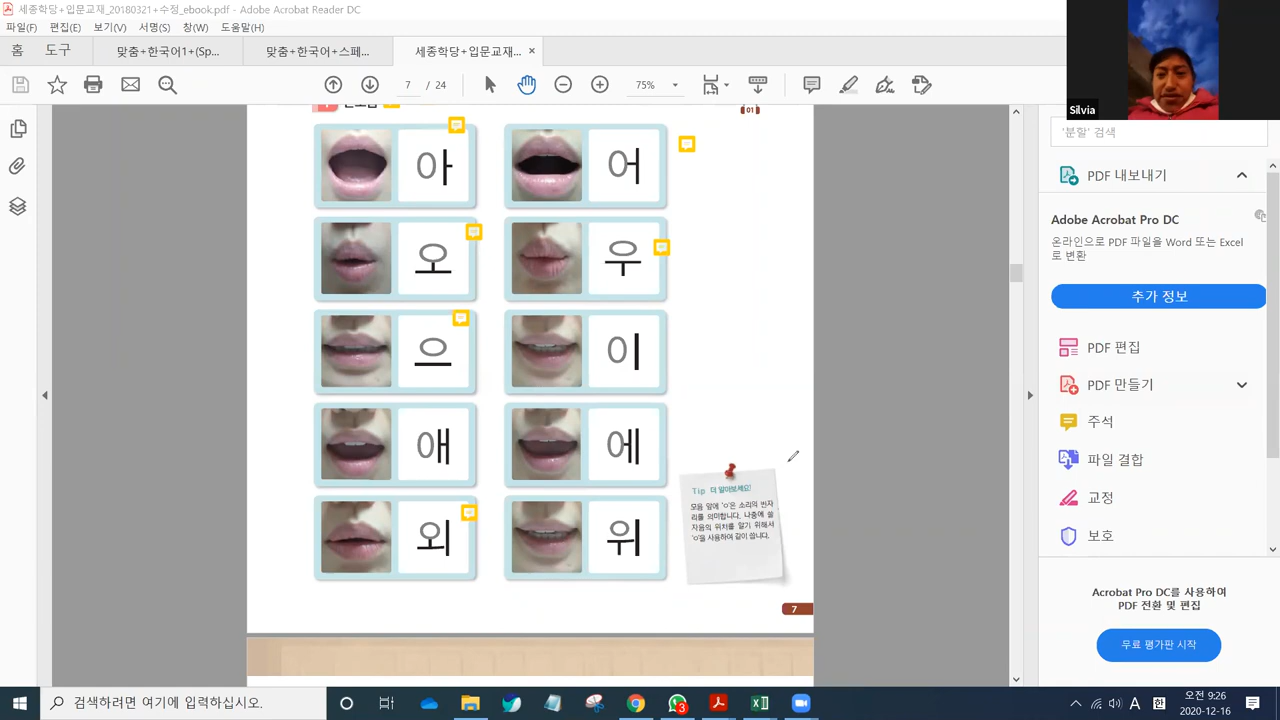 세종학당+입문교재_20180321+수정_ebook.pdf - Adobe Acrobat Reader DC
파일(F) 편집(E) 보기(V) 서명(S) 창(W) 도움말(H)
홈 도구 맞춤+한국어1+(Sp... 맞춤+한국어+스페... 세종학당+입문교재... ×
7 / 24 75%
Silvia
'분할' 검색
01
아 어
오 우
으 이
애 에
외 위
Tip 더 알아보세요!
모음 앞에 'ㅇ'은 소리의 빈자
리를 의미합니다. 나중에 쓸
자음의 위치를 알기 위해서
'ㅇ'을 사용하여 같이 씁니다.
7
PDF 내보내기
Adobe Acrobat Pro DC
온라인으로 PDF 파일을 Word 또는 Excel
로 변환
추가 정보
PDF 편집
PDF 만들기
주석
파일 결합
교정
보호
Acrobat Pro DC를 사용하여
PDF 전환 및 편집
무료 평가판 시작
검색하려면 여기에 입력하십시오.
3
A 한
오전 9:26
2020-12-16